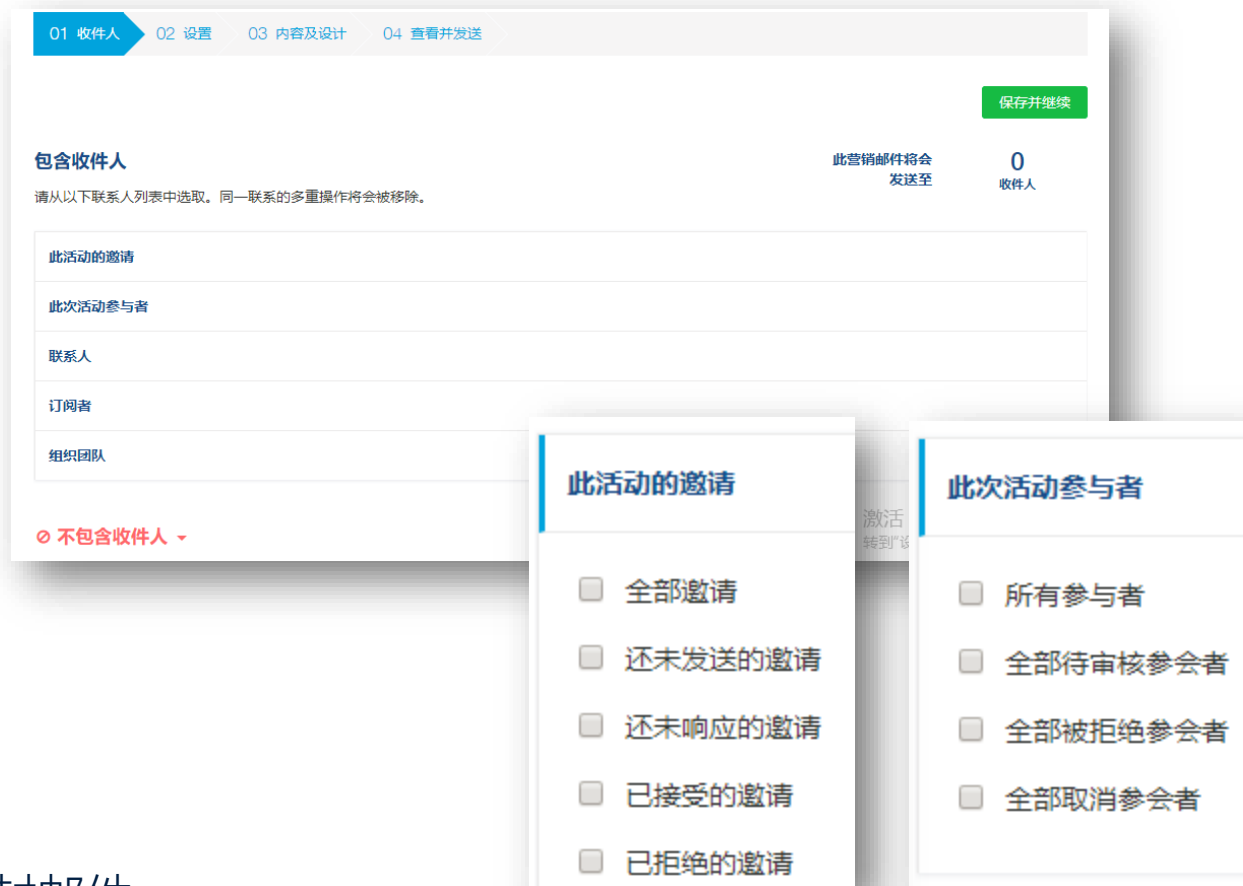 01 收件人 02 设置 03 内容及设计 04 查看并发送
保存并继续
包含收件人
此营销邮件将会
发送至
0
收件人
请从以下联系人列表中选取。同一联系的多重操作将会被移除。
此活动的邀请
此次活动参与者
联系人
订阅者
组织团队
不包含收件人
激活
转到"设
此活动的邀请
全部邀请
还未发送的邀请
还未响应的邀请
已接受的邀请
已拒绝的邀请
此次活动参与者
所有参与者
全部待审核参会者
全部被拒绝参会者
全部取消参会者
邮件